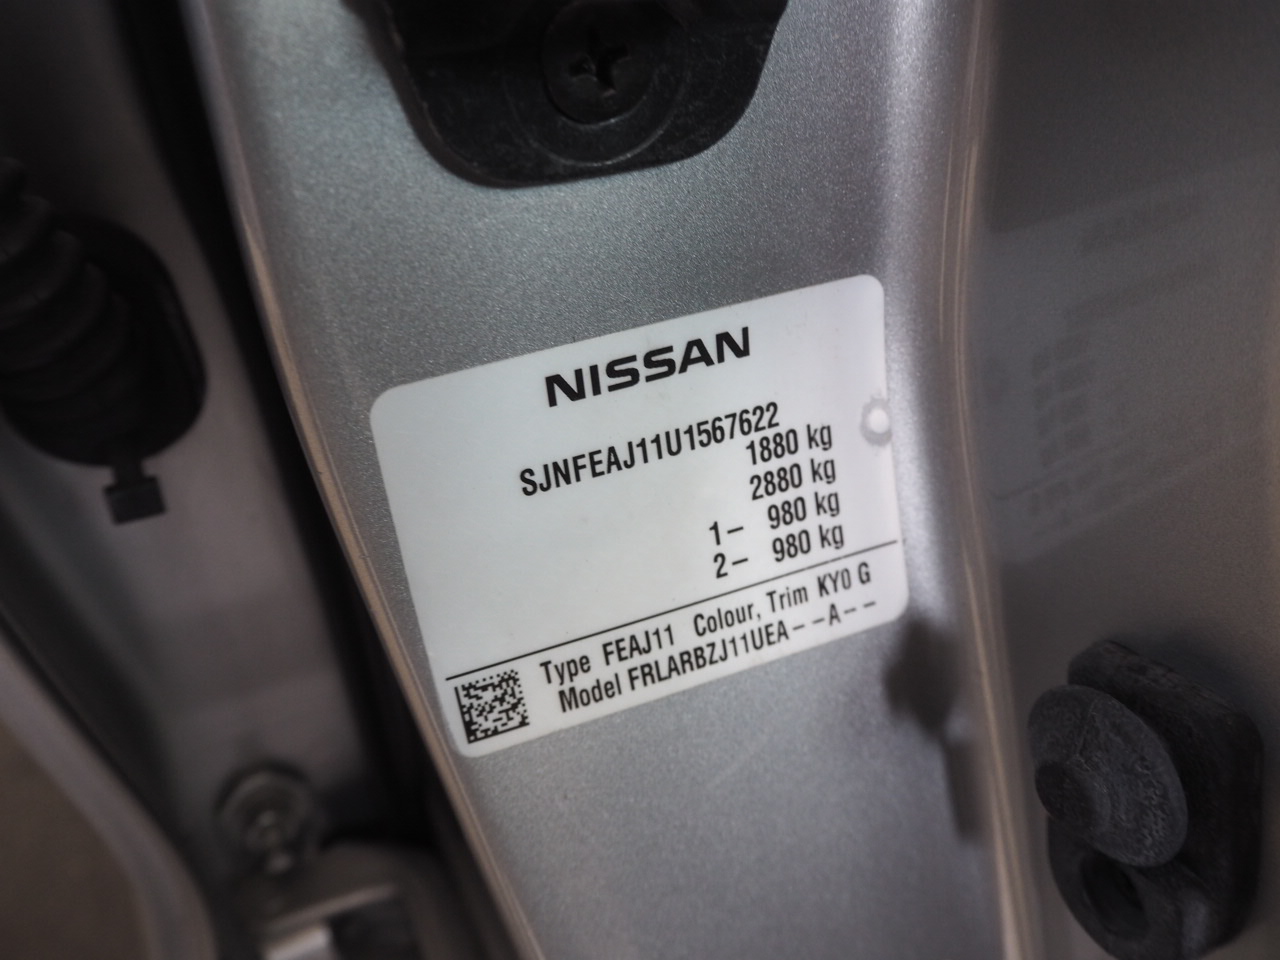 NISSAN
SJNFEAJ11U1567622
1880 kg
2880 kg
1– 980 kg
2– 980 kg
Type FEAJ11 Colour, Trim KY0 G
Model FRLARBZJ11UEA––A––